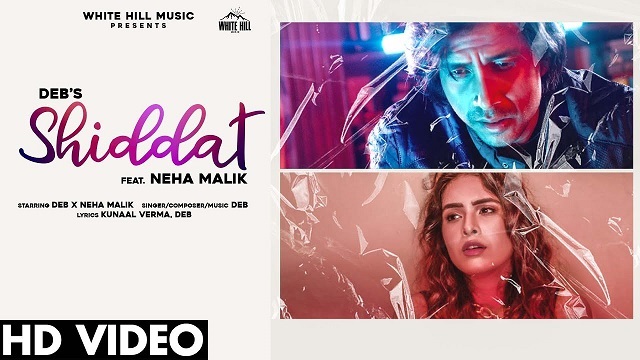 WHITE HILL MUSIC
PRESENTS
WHITE HILL
DEB'S
Shiddat
FEAT. NEHA MALIK
STARRING DEB X NEHA MALIK SINGER/COMPOSER/MUSIC DEB
LYRICS KUNAAL VERMA, DEB
HD VIDEO